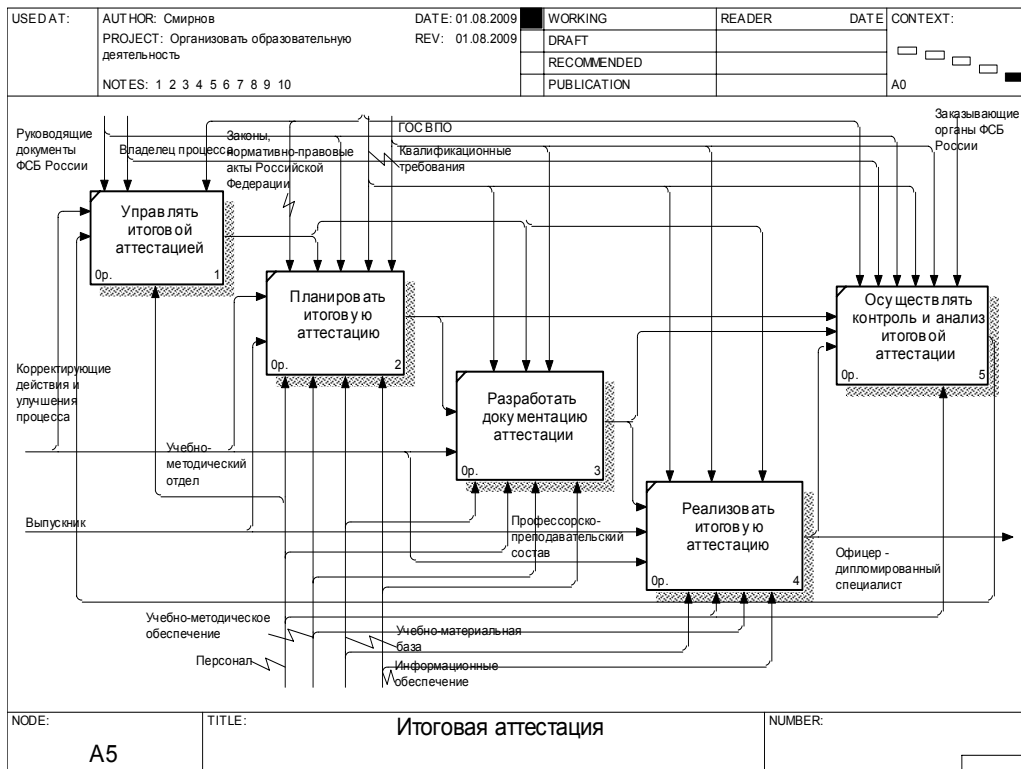 USED AT:
AUTHOR: Смирнов
DATE: 01.08.2009
PROJECT: Организовать образовательную
деятельность
REV: 01.08.2009
NOTES: 1 2 3 4 5 6 7 8 9 10
WORKING
DRAFT
RECOMMENDED
PUBLICATION
READER
DATE
CONTEXT:
A0
Руководящие
документы
ФСБ России
Владелец процесса
Законы,
нормативно-правовые
акты Российской
Федерации
ГОС ВПО
Квалификационные
требования
Заказывающие
органы ФСБ
России
Управлять
итоговой
аттестацией
0р.
1
Планировать
итоговую
аттестацию
0р.
2
Разработать
документацию
аттестации
0р.
3
Реализовать
итоговую
аттестацию
0р.
4
Осуществлять
контроль и анализ
итоговой
аттестации
0р.
5
Корректирующие
действия и
улучшения
процесса
Учебно-
методический
отдел
Выпускник
Профессорско-
преподавательский
состав
Офицер -
дипломированный
специалист
Учебно-методическое
обеспечение
Учебно-материальная
база
Персонал
Информационные
обеспечение
NODE:
A5
TITLE:
Итоговая аттестация
NUMBER: